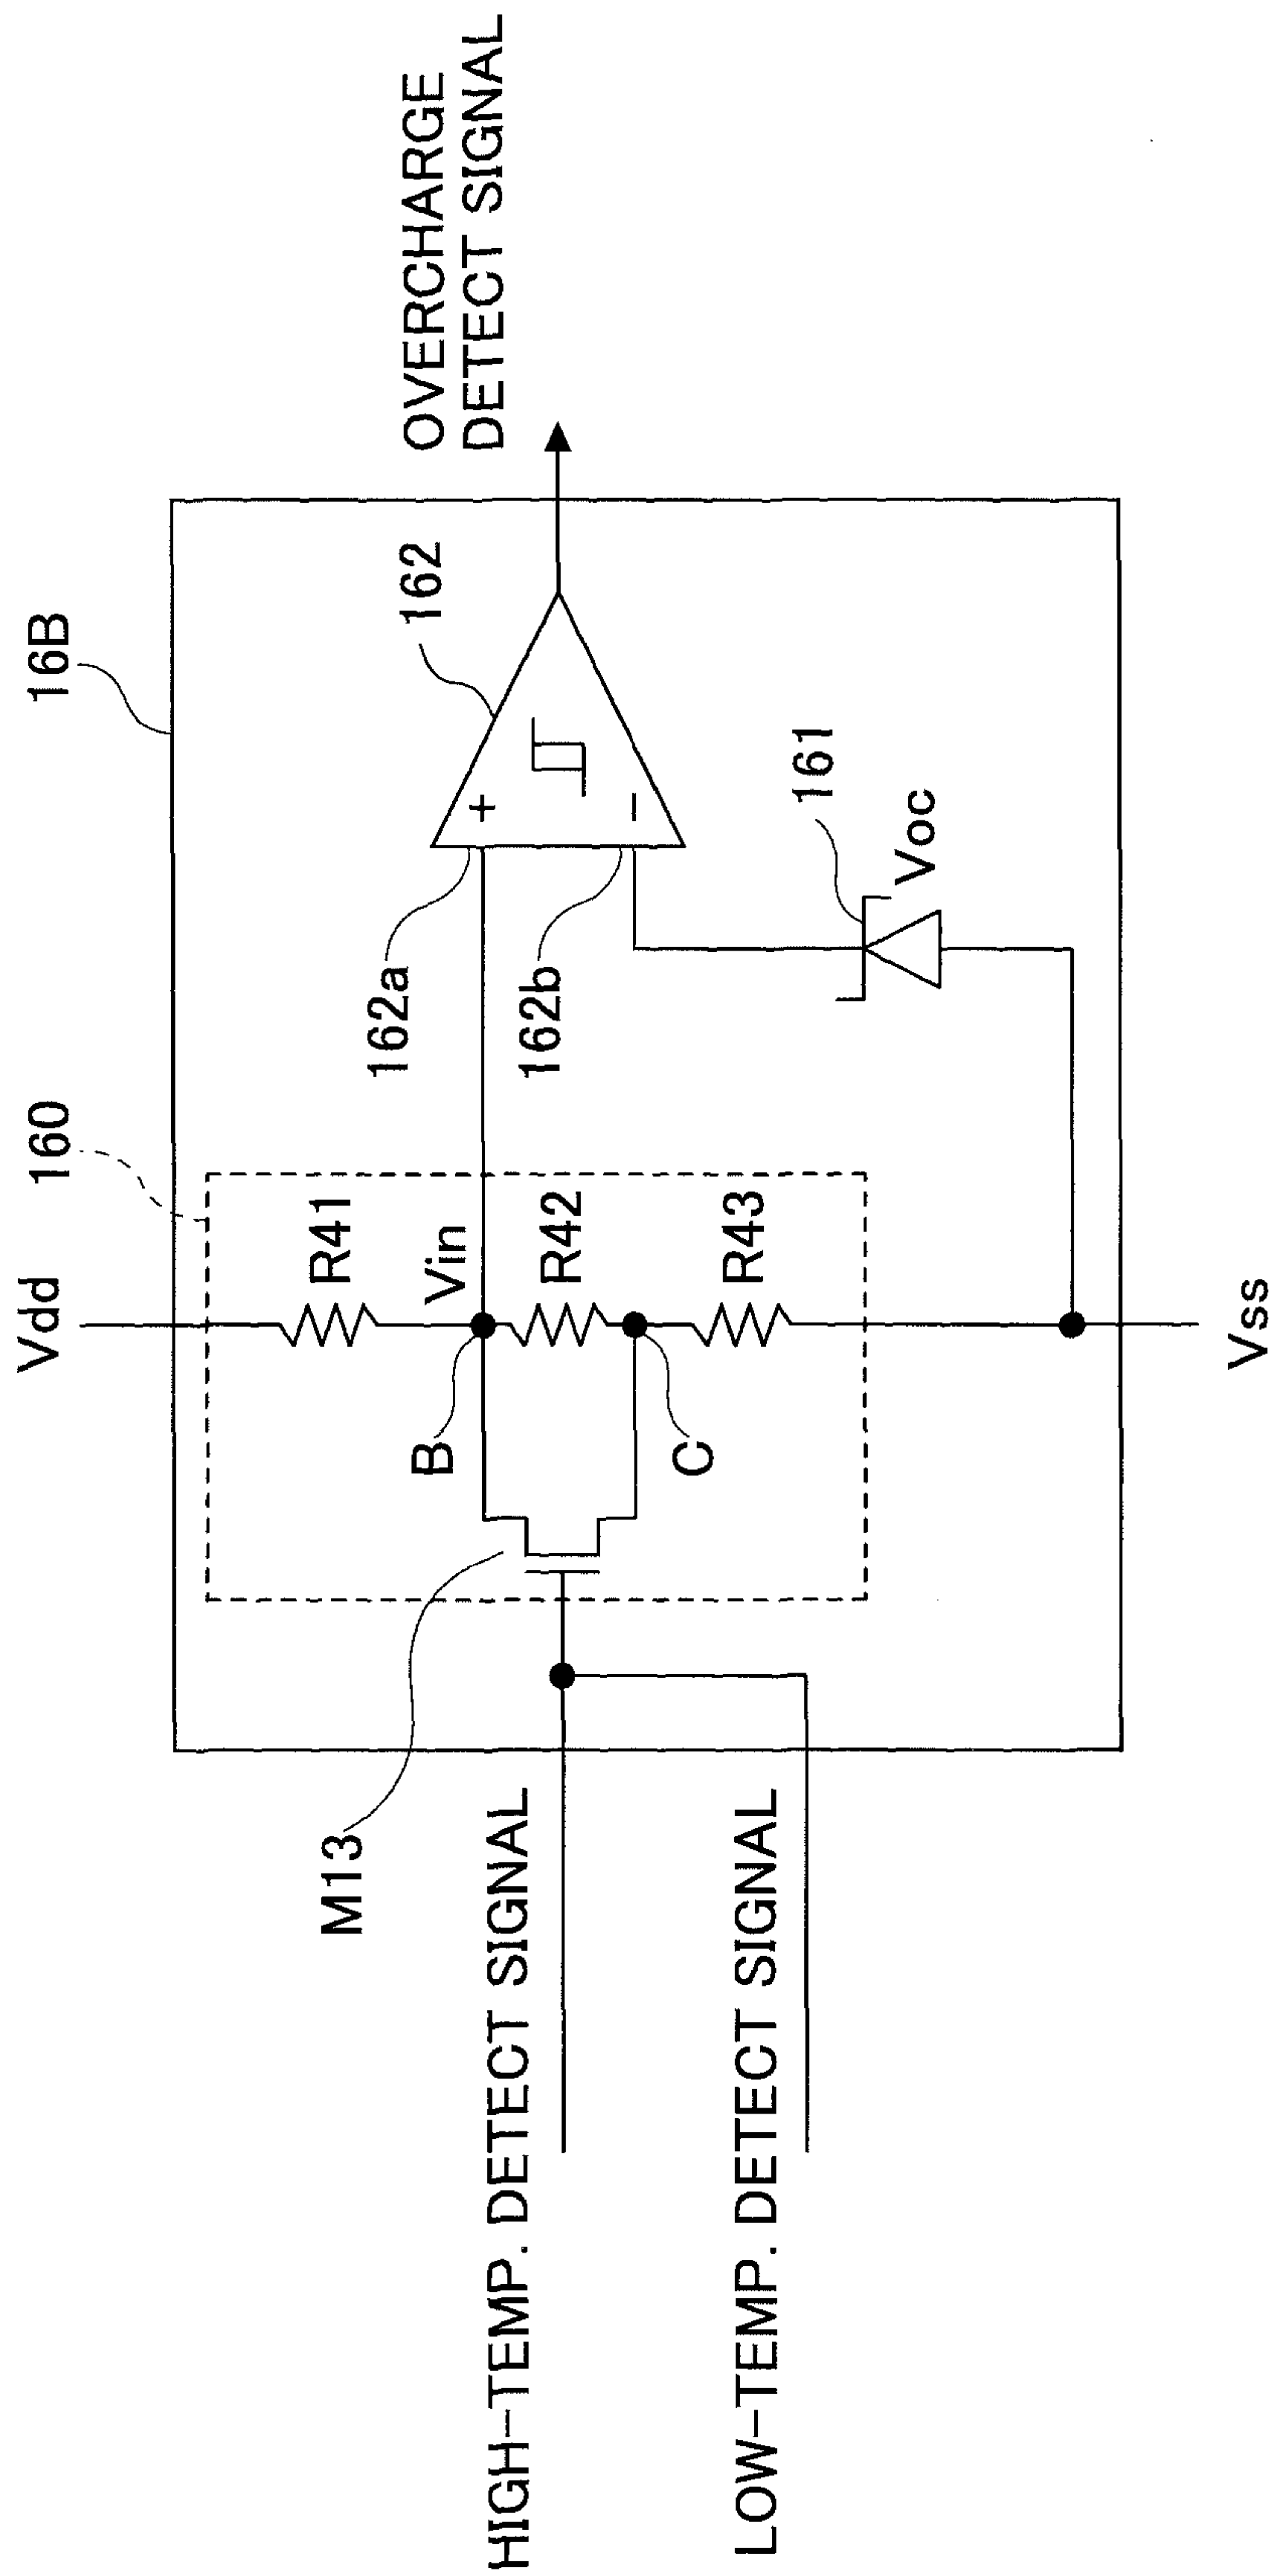 16B
Vdd
160
OVERCHARGE
DETECT SIGNAL
R41
162
M13
B
Vin
162a
+
HIGH-TEMP. DETECT SIGNAL
R42
162b
−
C
R43
161
LOW-TEMP. DETECT SIGNAL
Voc
Vss